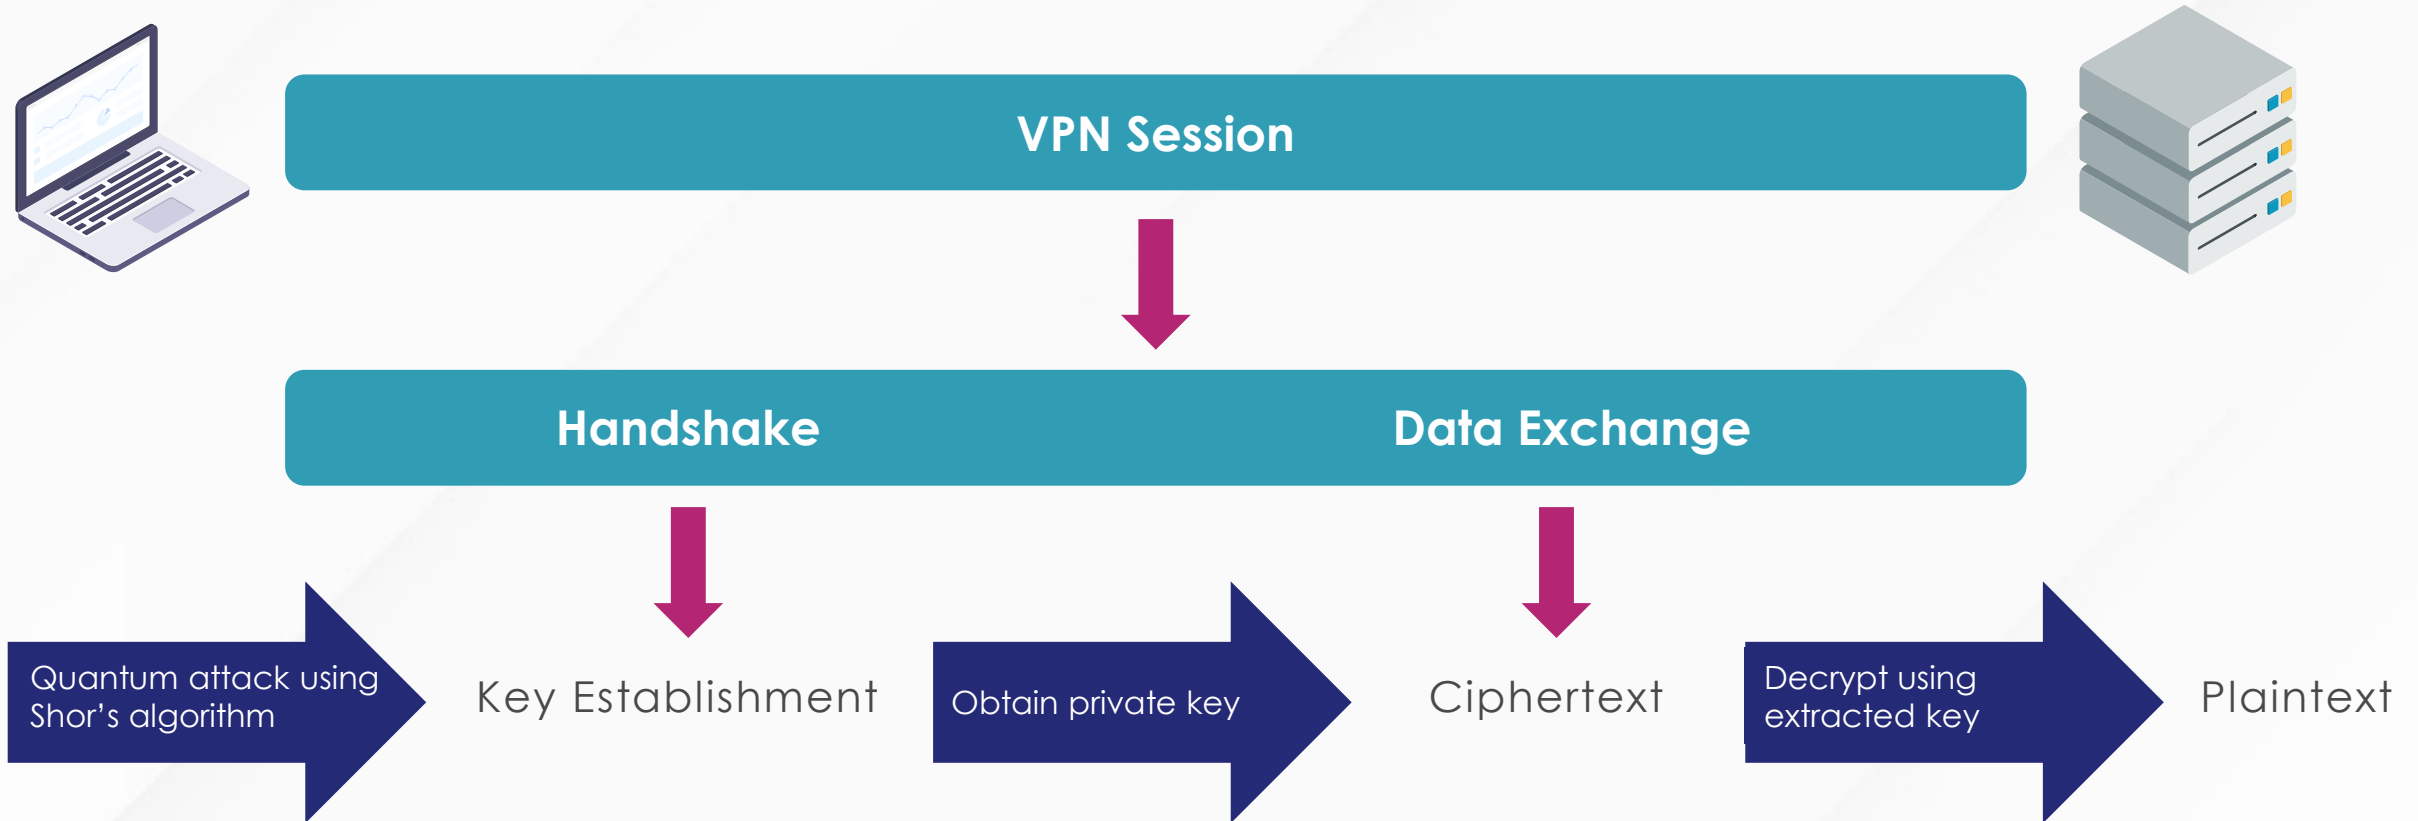 VPN Session
Handshake
Data Exchange
Quantum attack using
Shor's algorithm
Key Establishment
Obtain private key
Ciphertext
Decrypt using
extracted key
Plaintext